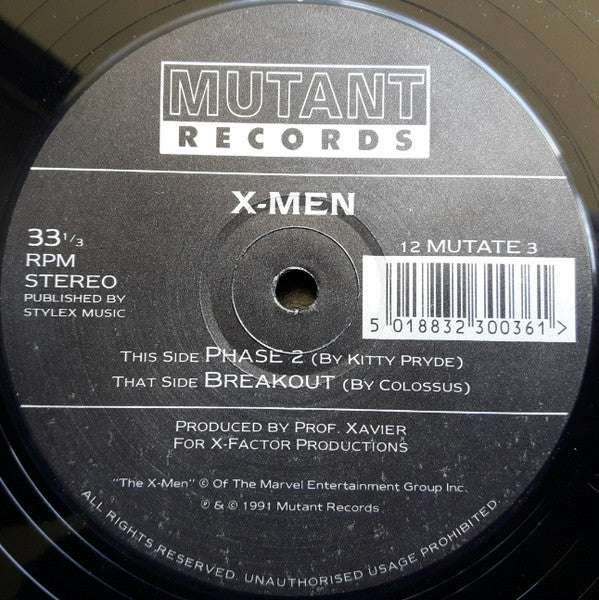 MUTANT
RECORDS
X-MEN
33 1/3
RPM
STEREO
PUBLISHED BY
STYLEX MUSIC
12 MUTATE 3
5 018832 300361 >
THIS SIDE PHASE 2 (BY KITTY PRYDE)
THAT SIDE BREAKOUT (BY COLOSSUS)
PRODUCED BY PROF. XAVIER
FOR X-FACTOR PRODUCTIONS
"The X-Men" © Of The Marvel Entertainment Group Inc.
℗ & © 1991 Mutant Records
ALL RIGHTS RESERVED. UNAUTHORISED USAGE PROHIBITED.